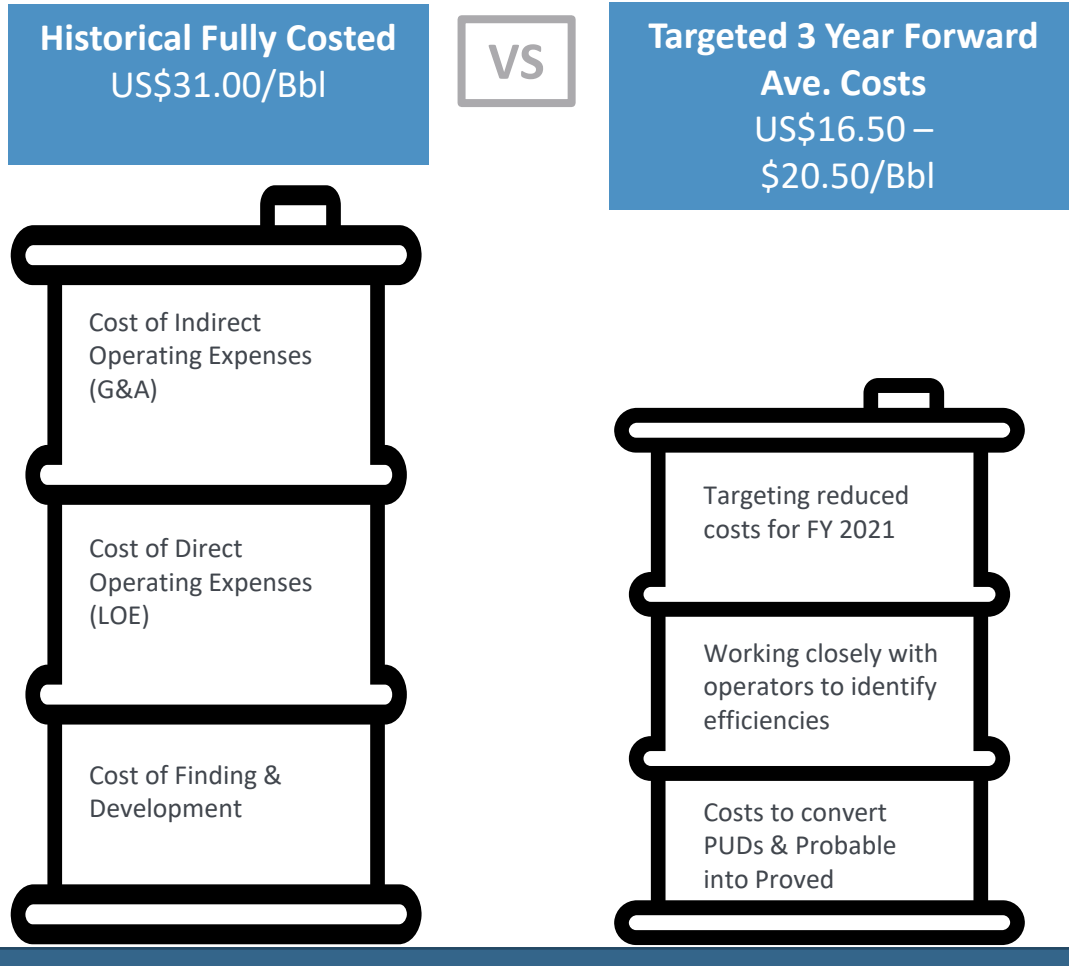 Historical Fully Costed
US$31.00/Bbl
VS
Targeted 3 Year Forward
Ave. Costs
US$16.50 –
$20.50/Bbl
Cost of Indirect
Operating Expenses
(G&A)
Cost of Direct
Operating Expenses
(LOE)
Cost of Finding &
Development
Targeting reduced
costs for FY 2021
Working closely with
operators to identify
efficiencies
Costs to convert
PUDs & Probable
into Proved